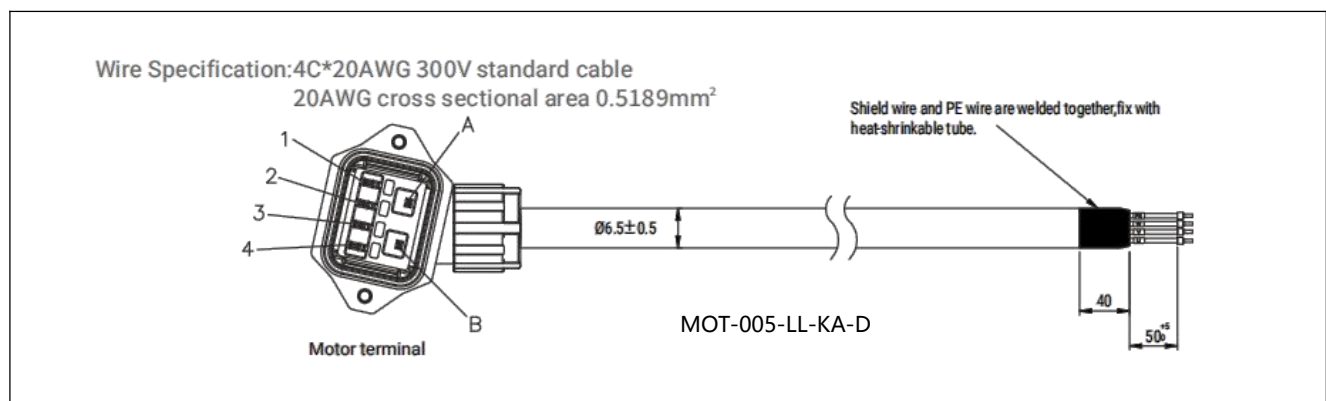 Wire Specification:4C*20AWG 300V standard cable
20AWG cross sectional area 0.5189mm²
A
Shield wire and PE wire are welded together,fix with
heat-shrinkable tube.
1
2
3
4
Ø6.5±0.5
B
MOT-005-LL-KA-D
40
50 +5 0
Motor terminal